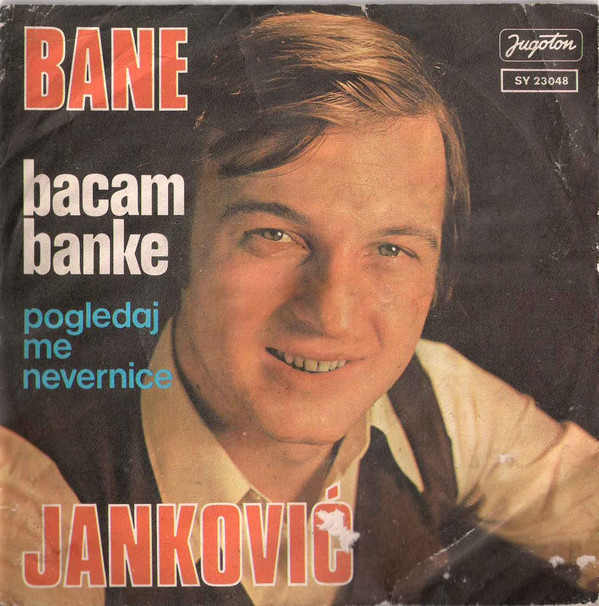 BANE
Jugoton
SY 23048
bacam
banke
pogledaj
me
nevernice
JANKOVIĆ